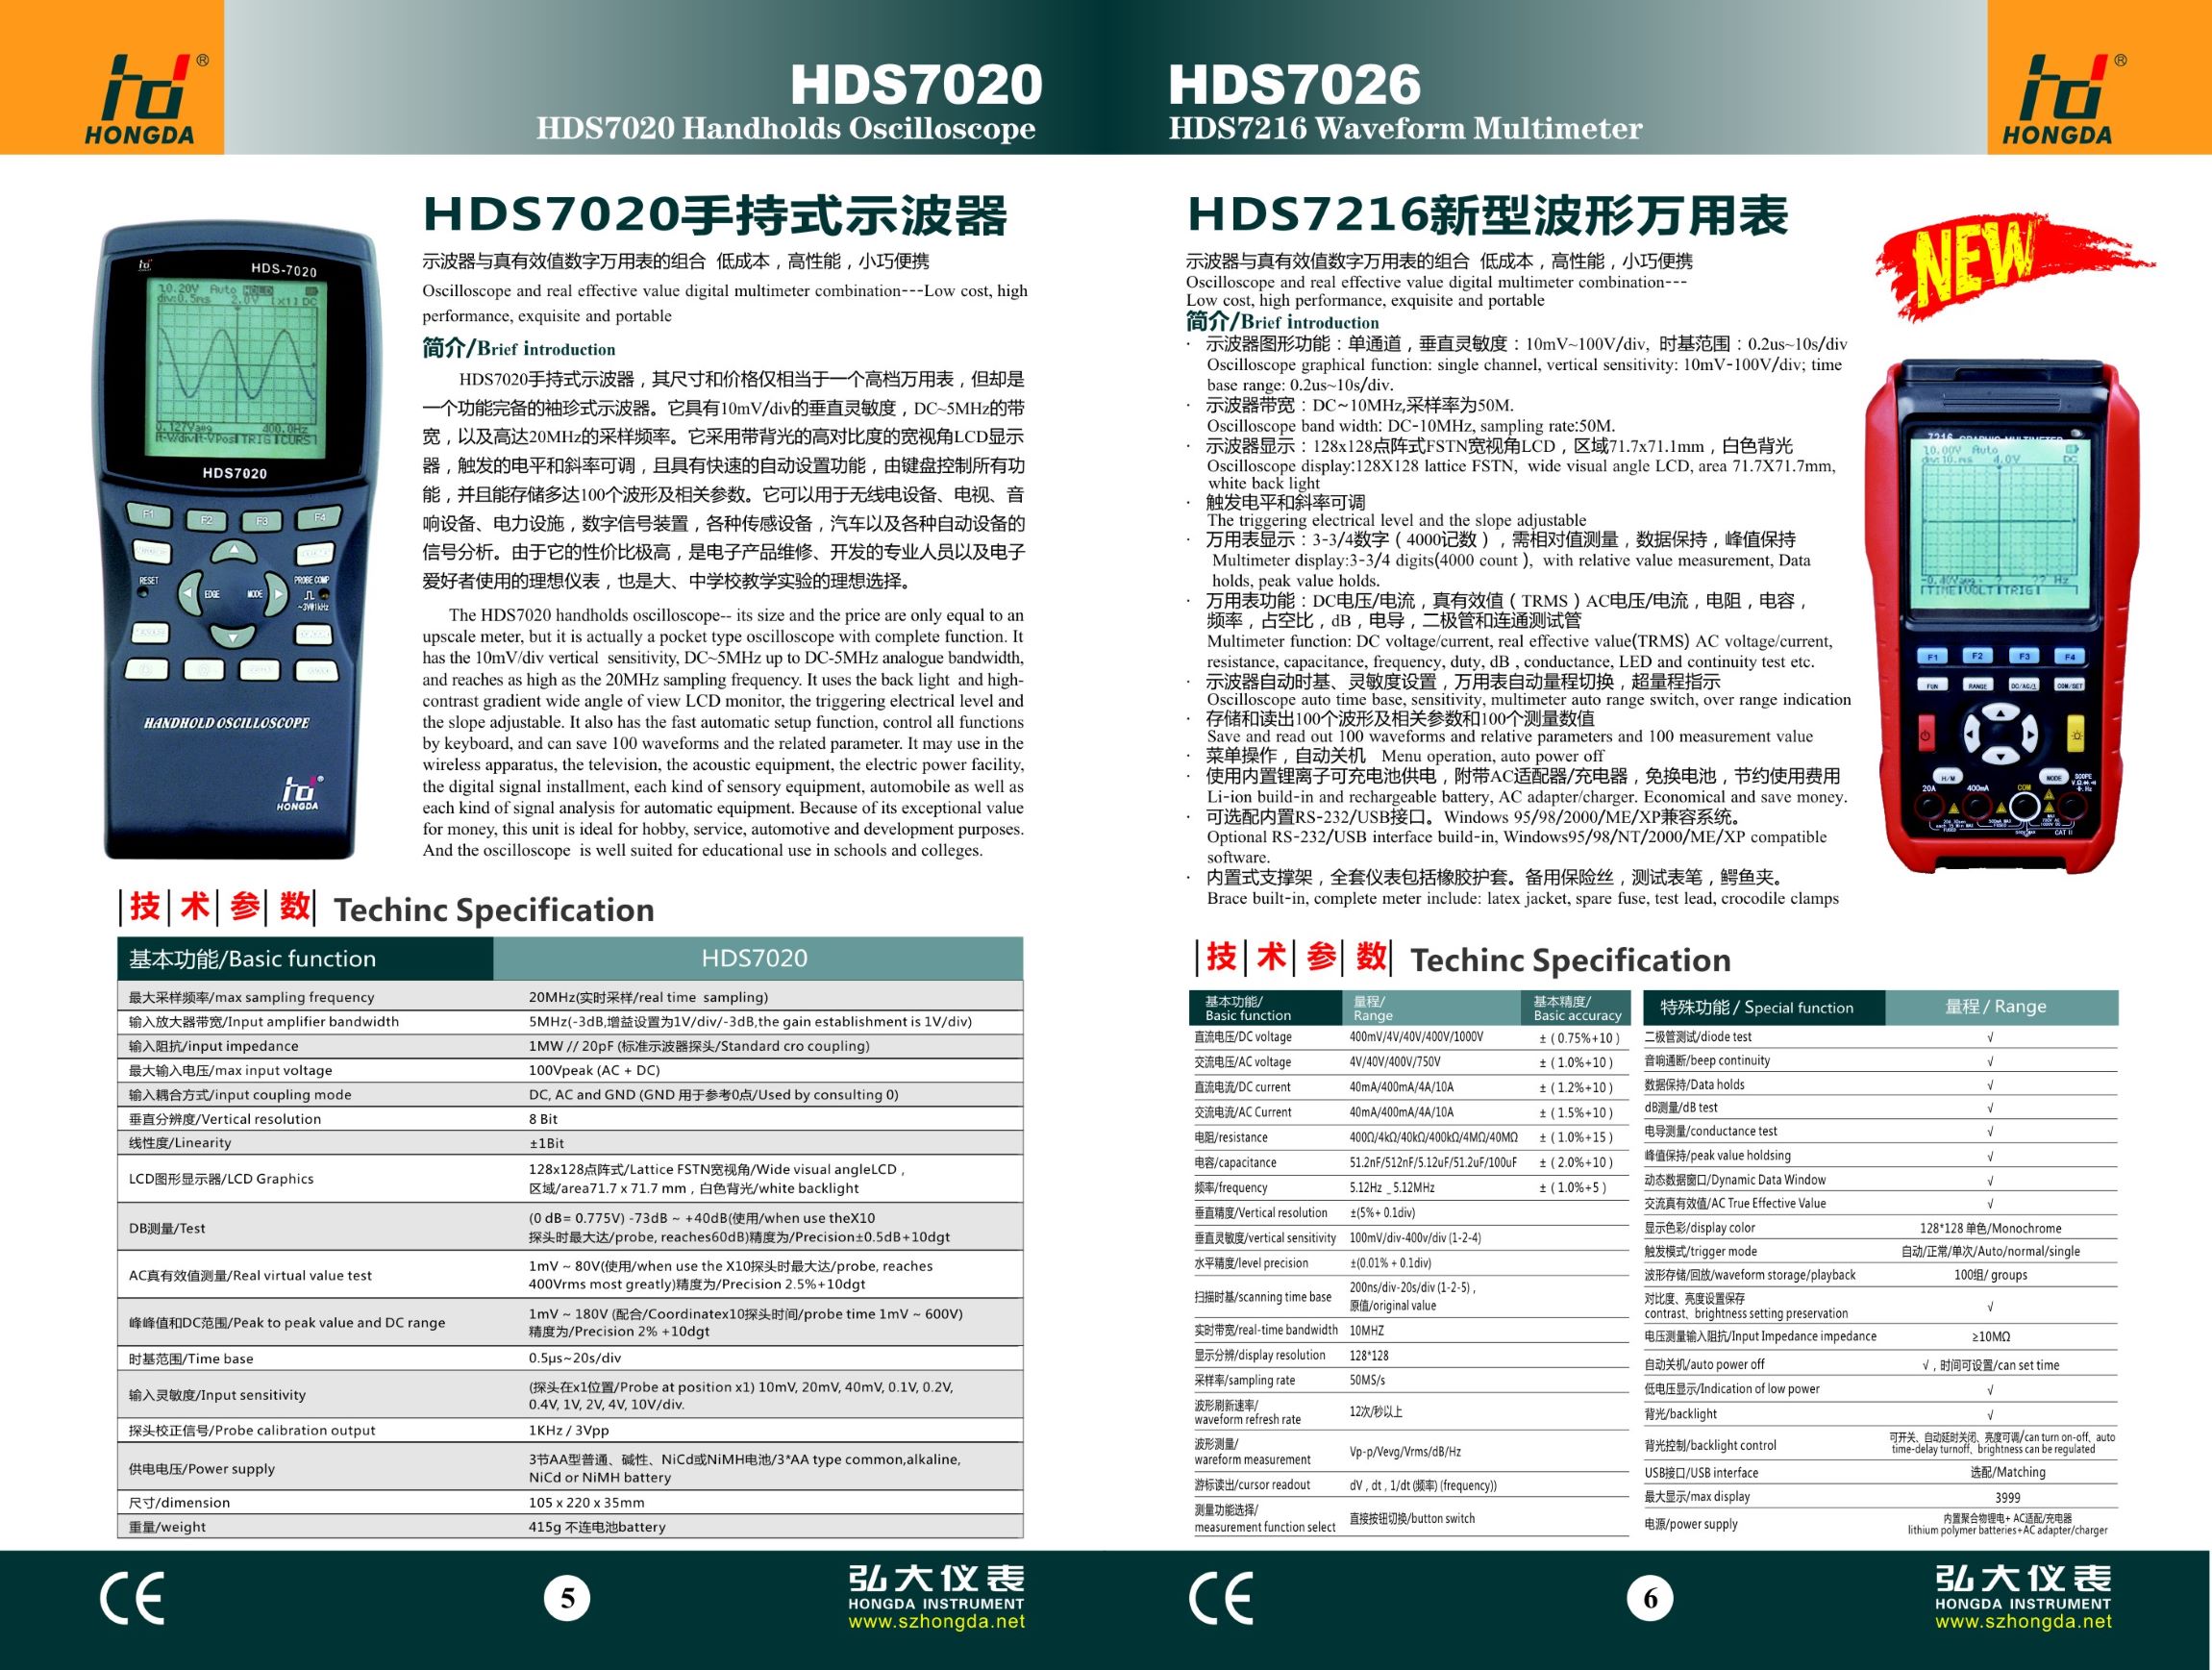 hd®
HONGDA
HDS7020
HDS7020 Handholds Oscilloscope
HDS7020手持式示波器
示波器与真有效值数字万用表的组合 低成本，高性能，小巧便携
Oscilloscope and real effective value digital multimeter combination---Low cost, high
performance, exquisite and portable
简介/Brief introduction
HDS7020手持式示波器，其尺寸和价格仅相当于一个高档万用表，但却是
一个功能完备的袖珍式示波器。它具有10mV/div的垂直灵敏度，DC~5MHz的带
宽，以及高达20MHz的采样频率。它采用带背光的高对比度的宽视角LCD显示
器，触发的电平和斜率可调，且具有快速的自动设置功能，由键盘控制所有功
能，并且能存储多达100个波形及相关参数。它可以用于无线电设备、电视、音
响设备、电力设施，数字信号装置，各种传感设备，汽车以及各种自动设备的
信号分析。由于它的性价比极高，是电子产品维修、开发的专业人员以及电子
爱好者使用的理想仪表，也是大、中学校教学实验的理想选择。
The HDS7020 handholds oscilloscope-- its size and the price are only equal to an
upscale meter, but it is actually a pocket type oscilloscope with complete function. It
has the 10mV/div vertical sensitivity, DC~5MHz up to DC-5MHz analogue bandwidth,
and reaches as high as the 20MHz sampling frequency. It uses the back light and high-
contrast gradient wide angle of view LCD monitor, the triggering electrical level and
the slope adjustable. It also has the fast automatic setup function, control all functions
by keyboard, and can save 100 waveforms and the related parameter. It may use in the
wireless apparatus, the television, the acoustic equipment, the electric power facility,
the digital signal installment, each kind of sensory equipment, automobile as well as
each kind of signal analysis for automatic equipment. Because of its exceptional value
for money, this unit is ideal for hobby, service, automotive and development purposes.
And the oscilloscope is well suited for educational use in schools and colleges.
hd
HDS-7020
10.20V Auto HOLD
div:0.5ms 2.0V [X1] DC
0.127Vavg 400.0Hz
HDS7020
F1 F2 F3 F4
RESET
EDGE MODE
PROBE COMP
~3V@1kHz
HANDHOLD OSCILLOSCOPE
hd®
HONGDA
技术参数 Techinc Specification
基本功能/Basic function HDS7020
最大采样频率/max sampling frequency 20MHz(实时采样/real time sampling)
输入放大器带宽/Input amplifier bandwidth 5MHz(-3dB,增益设置为1V/div/-3dB,the gain establishment is 1V/div)
输入阻抗/input impedance 1MW // 20pF (标准示波器探头/Standard cro coupling)
最大输入电压/max input voltage 100Vpeak (AC + DC)
输入耦合方式/input coupling mode DC, AC and GND (GND 用于参考0点/Used by consulting 0)
垂直分辨度/Vertical resolution 8 Bit
线性度/Linearity ±1Bit
LCD图形显示器/LCD Graphics 128x128点阵式/Lattice FSTN宽视角/Wide visual angleLCD，
区域/area71.7 x 71.7 mm，白色背光/white backlight
DB测量/Test (0 dB= 0.775V) -73dB ~ +40dB(使用/when use theX10
探头时最大达/probe, reaches60dB)精度为/Precision±0.5dB+10dgt
AC真有效值测量/Real virtual value test 1mV ~ 80V(使用/when use the X10探头时最大达/probe, reaches
400Vrms most greatly)精度为/Precision 2.5%+10dgt
峰峰值和DC范围/Peak to peak value and DC range 1mV ~ 180V (配合/Coordinatex10探头时间/probe time 1mV ~ 600V)
精度为/Precision 2% +10dgt
时基范围/Time base 0.5μs~20s/div
输入灵敏度/Input sensitivity (探头在x1位置/Probe at position x1) 10mV, 20mV, 40mV, 0.1V, 0.2V,
0.4V, 1V, 2V, 4V, 10V/div.
探头校正信号/Probe calibration output 1KHz / 3Vpp
供电电压/Power supply 3节AA型普通、碱性、NiCd或NiMH电池/3*AA type common,alkaline,
NiCd or NiMH battery
尺寸/dimension 105 x 220 x 35mm
重量/weight 415g 不连电池battery
CE
5
弘大仪表
HONGDA INSTRUMENT
www.szhongda.net
HDS7026
HDS7216 Waveform Multimeter
hd®
HONGDA
HDS7216新型波形万用表
NEW
示波器与真有效值数字万用表的组合 低成本，高性能，小巧便携
Oscilloscope and real effective value digital multimeter combination---
Low cost, high performance, exquisite and portable
简介/Brief introduction
· 示波器图形功能：单通道，垂直灵敏度：10mV~100V/div, 时基范围：0.2us~10s/div
Oscilloscope graphical function: single channel, vertical sensitivity: 10mV-100V/div; time
base range: 0.2us~10s/div.
· 示波器带宽：DC~10MHz,采样率为50M.
Oscilloscope band width: DC-10MHz, sampling rate:50M.
· 示波器显示：128x128点阵式FSTN宽视角LCD，区域71.7x71.1mm，白色背光
Oscilloscope display:128X128 lattice FSTN, wide visual angle LCD, area 71.7X71.7mm,
white back light
· 触发电平和斜率可调
The triggering electrical level and the slope adjustable
· 万用表显示：3-3/4数字（4000记数），需相对值测量，数据保持，峰值保持
Multimeter display:3-3/4 digits(4000 count ), with relative value measurement, Data
holds, peak value holds.
· 万用表功能：DC电压/电流，真有效值（TRMS）AC电压/电流，电阻，电容，
频率，占空比，dB，电导，二极管和连通测试管
Multimeter function: DC voltage/current, real effective value(TRMS) AC voltage/current,
resistance, capacitance, frequency, duty, dB , conductance, LED and continuity test etc.
· 示波器自动时基、灵敏度设置，万用表自动量程切换，超量程指示
Oscilloscope auto time base, sensitivity, multimeter auto range switch, over range indication
· 存储和读出100个波形及相关参数和100个测量数值
Save and read out 100 waveforms and relative parameters and 100 measurement value
· 菜单操作，自动关机 Menu operation, auto power off
· 使用内置锂离子可充电池供电，附带AC适配器/充电器，免换电池，节约使用费用
Li-ion build-in and rechargeable battery, AC adapter/charger. Economical and save money.
· 可选配内置RS-232/USB接口。Windows 95/98/2000/ME/XP兼容系统。
Optional RS-232/USB interface build-in, Windows95/98/NT/2000/ME/XP compatible
software.
· 内置式支撑架，全套仪表包括橡胶护套。备用保险丝，测试表笔，鳄鱼夹。
Brace built-in, complete meter include: latex jacket, spare fuse, test lead, crocodile clamps
10.00V Auto
div:10.ms 4.0V DC
F1 F2 F3 F4
FUN RANGE DC/AC/1 COM/SET
H/M MODE SCOPE
20A 400mA COM
CAT II
技术参数 Techinc Specification
基本功能/ 量程/ 基本精度/
Basic function Range Basic accuracy
直流电压/DC voltage 400mV/4V/40V/400V/1000V ±（0.75%+10）
交流电压/AC voltage 4V/40V/400V/750V ±（1.0%+10）
直流电流/DC current 40mA/400mA/4A/10A ±（1.2%+10）
交流电流/AC Current 40mA/400mA/4A/10A ±（1.5%+10）
电阻/resistance 400Ω/4kΩ/40kΩ/400kΩ/4MΩ/40MΩ ±（1.0%+15）
电容/capacitance 51.2nF/512nF/5.12uF/51.2uF/100uF ±（2.0%+10）
频率/frequency 5.12Hz _ 5.12MHz ±（1.0%+5）
垂直精度/Vertical resolution ±(5%+ 0.1div)
垂直灵敏度/vertical sensitivity 100mV/div-400v/div (1-2-4)
水平精度/level precision ±(0.01% + 0.1div)
扫描时基/scanning time base 200ns/div-20s/div (1-2-5)，
原值/original value
实时带宽/real-time bandwidth 10MHZ
显示分辨/display resolution 128*128
采样率/sampling rate 50MS/s
波形刷新速率/
waveform refresh rate 12次/秒以上
波形测量/
wareform measurement Vp-p/Vevg/Vrms/dB/Hz
游标读出/cursor readout dV , dt , 1/dt (频率) (frequency))
测量功能选择/
measurement function select 直接按钮切换/button switch
特殊功能 / Special function 量程 / Range
二极管测试/diode test √
音响通断/beep continuity √
数据保持/Data holds √
dB测量/dB test √
电导测量/conductance test √
峰值保持/peak value holdsing √
动态数据窗口/Dynamic Data Window √
交流真有效值/AC True Effective Value √
显示色彩/display color 128*128 单色/Monochrome
触发模式/trigger mode 自动/正常/单次/Auto/normal/single
波形存储/回放/waveform storage/playback 100组/ groups
对比度、亮度设置保存
contrast、brightness setting preservation √
电压测量输入阻抗/Input Impedance impedance ≥10MΩ
自动关机/auto power off √，时间可设置/can set time
低电压显示/Indication of low power √
背光/backlight √
背光控制/backlight control 可开关、自动延时关闭、亮度可调/can turn on-off、auto
time-delay turnoff、brightness can be regulated
USB接口/USB interface 选配/Matching
最大显示/max display 3999
电源/power supply 内置聚合物锂电+ AC适配/充电器
lithium polymer batteries+AC adapter/charger
CE
6
弘大仪表
HONGDA INSTRUMENT
www.szhongda.net